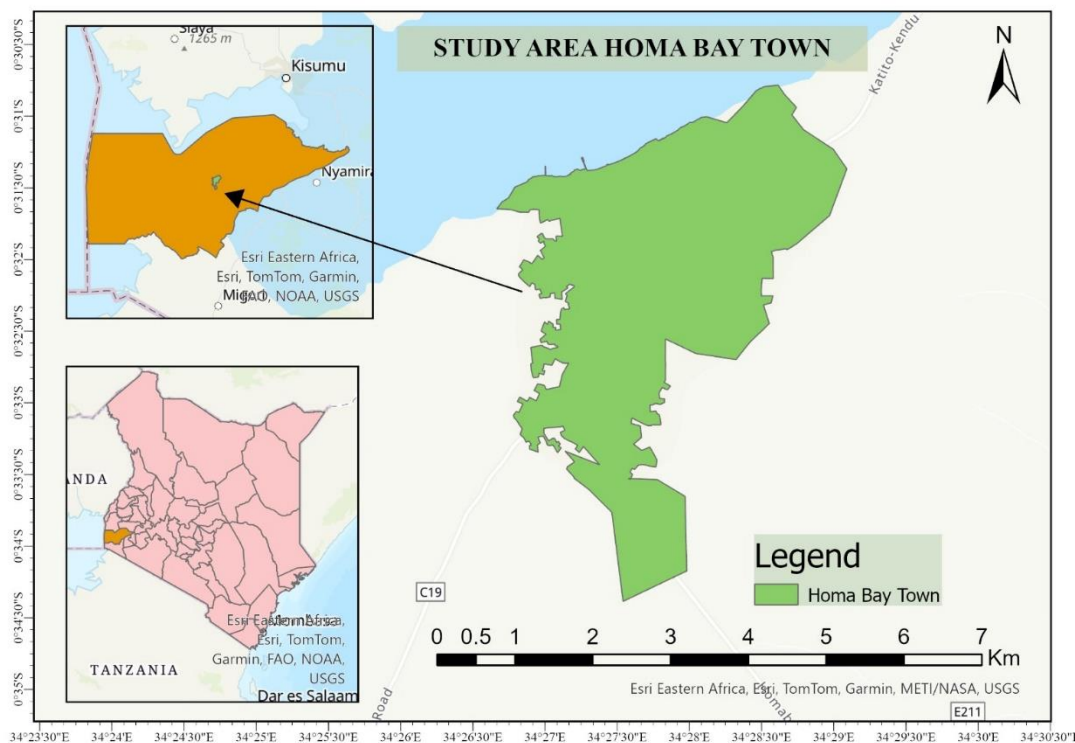 STUDY AREA HOMA BAY TOWN
N
Katito-Kendu
Siaya
1265 m
Kisumu
Nyamira
Esri Eastern Africa,
Esri, TomTom, Garmin,
FAO, NOAA, USGS
ANDA
TANZANIA
Esri Eastern Africa,
Esri, TomTom,
Garmin, FAO, NOAA,
USGS
Dar es Salaam
C19
Road
Legend
Homa Bay Town
0 0.5 1 2 3 4 5 6 7
Km
Esri Eastern Africa, Esri, TomTom, Garmin, METI/NASA, USGS
E211
0°30'30"S
0°31'S
0°31'30"S
0°32'S
0°32'30"S
0°33'S
0°33'30"S
0°34'S
0°34'30"S
0°35'S
34°23'30"E 34°24'E 34°24'30"E 34°25'E 34°25'30"E 34°26'E 34°26'30"E 34°27'E 34°27'30"E 34°28'E 34°28'30"E 34°29'E 34°29'30"E 34°30'E 34°30'30"E